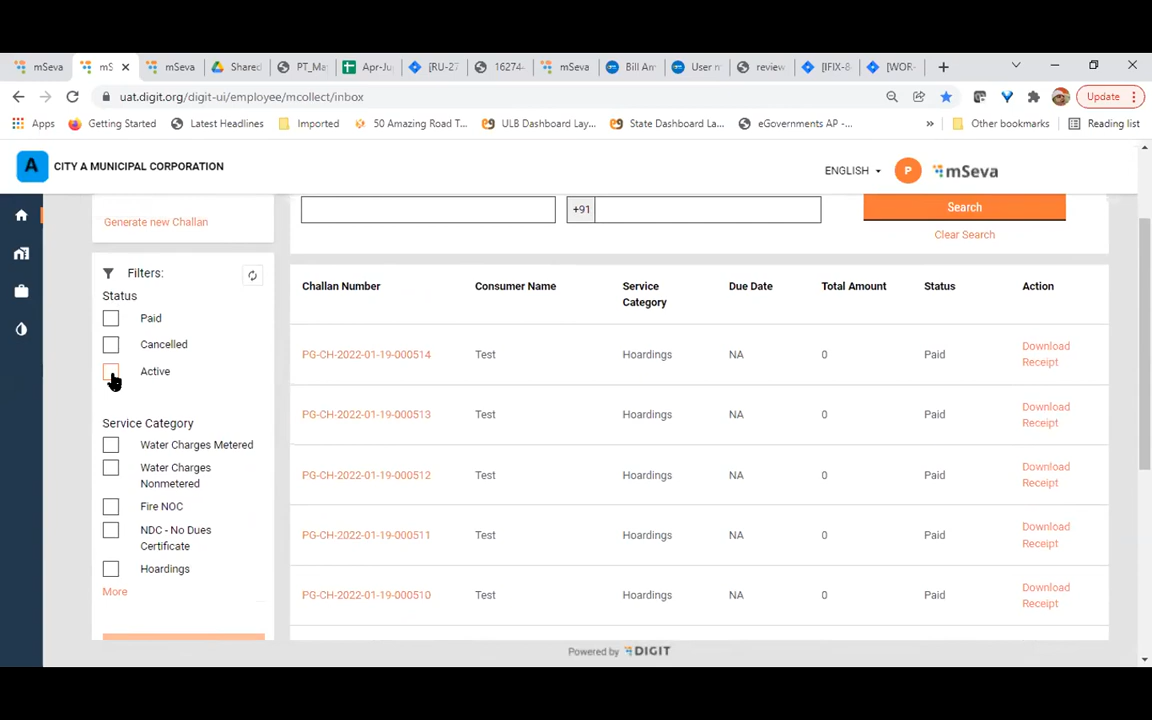 mSeva
mS
mSeva
Shared
PT_Ma
Apr-Ju
[RU-27
16274
mSeva
Bill Am
User m
review
[IFIX-8
[WOR-
uat.digit.org/digit-ui/employee/mcollect/inbox
Update
Apps
Getting Started
Latest Headlines
Imported
50 Amazing Road T...
ULB Dashboard Lay...
State Dashboard La...
eGovernments AP -...
»
Other bookmarks
Reading list
A
CITY A MUNICIPAL CORPORATION
ENGLISH
P
mSeva
Generate new Challan
+91
Search
Clear Search
Filters:
Status
Paid
Cancelled
Active
Service Category
Water Charges Metered
Water Charges
Nonmetered
Fire NOC
NDC - No Dues
Certificate
Hoardings
More
Challan Number Consumer Name Service Category Due Date Total Amount Status Action
PG-CH-2022-01-19-000514 Test Hoardings NA 0 Paid Download Receipt
PG-CH-2022-01-19-000513 Test Hoardings NA 0 Paid Download Receipt
PG-CH-2022-01-19-000512 Test Hoardings NA 0 Paid Download Receipt
PG-CH-2022-01-19-000511 Test Hoardings NA 0 Paid Download Receipt
PG-CH-2022-01-19-000510 Test Hoardings NA 0 Paid Download Receipt
Powered by DIGIT